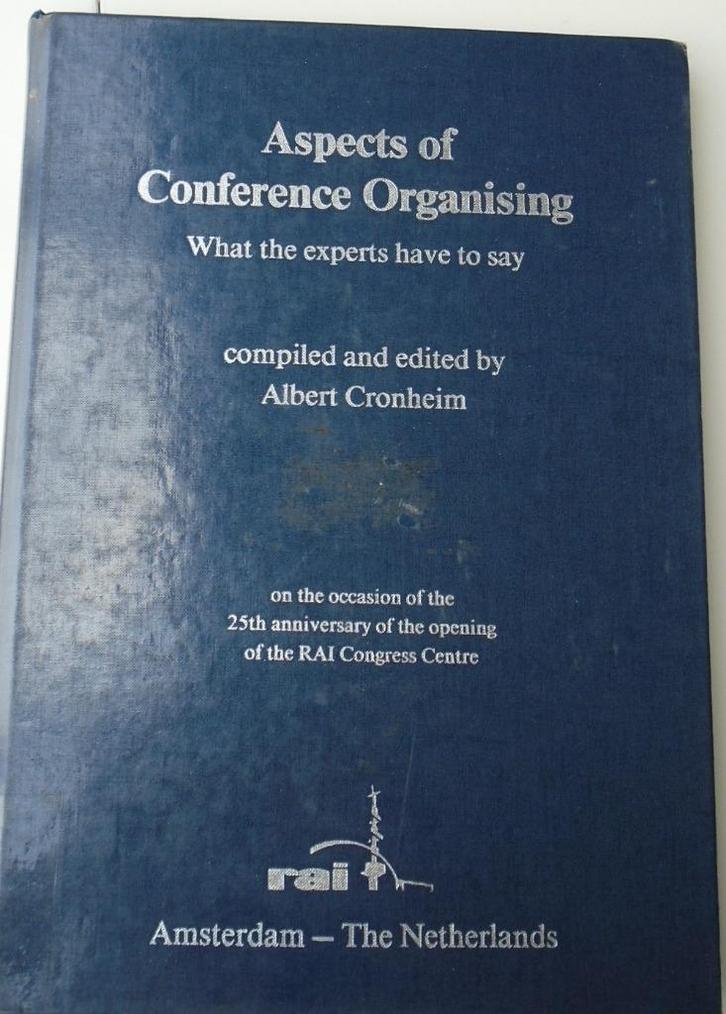 Aspects of
Conference Organising
What the experts have to say
compiled and edited by
Albert Cronheim
on the occasion of the
25th anniversary of the opening
of the RAI Congress Centre
rai
Amsterdam – The Netherlands